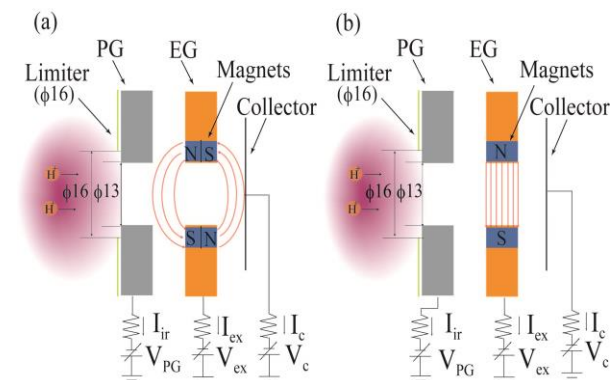 (a)
PG
EG
Limiter
(ϕ16)
Magnets
Collector
N S
H⁺
H⁺
ϕ16 ϕ13
S N
I_ir
I_ex
I_c
V_PG
V_ex
V_c
(b)
PG
EG
Limiter
(ϕ16)
Collector
Magnets
N
H⁺
H⁺
ϕ16 ϕ13
S
I_ir
I_ex
I_c
V_PG
V_ex
V_c